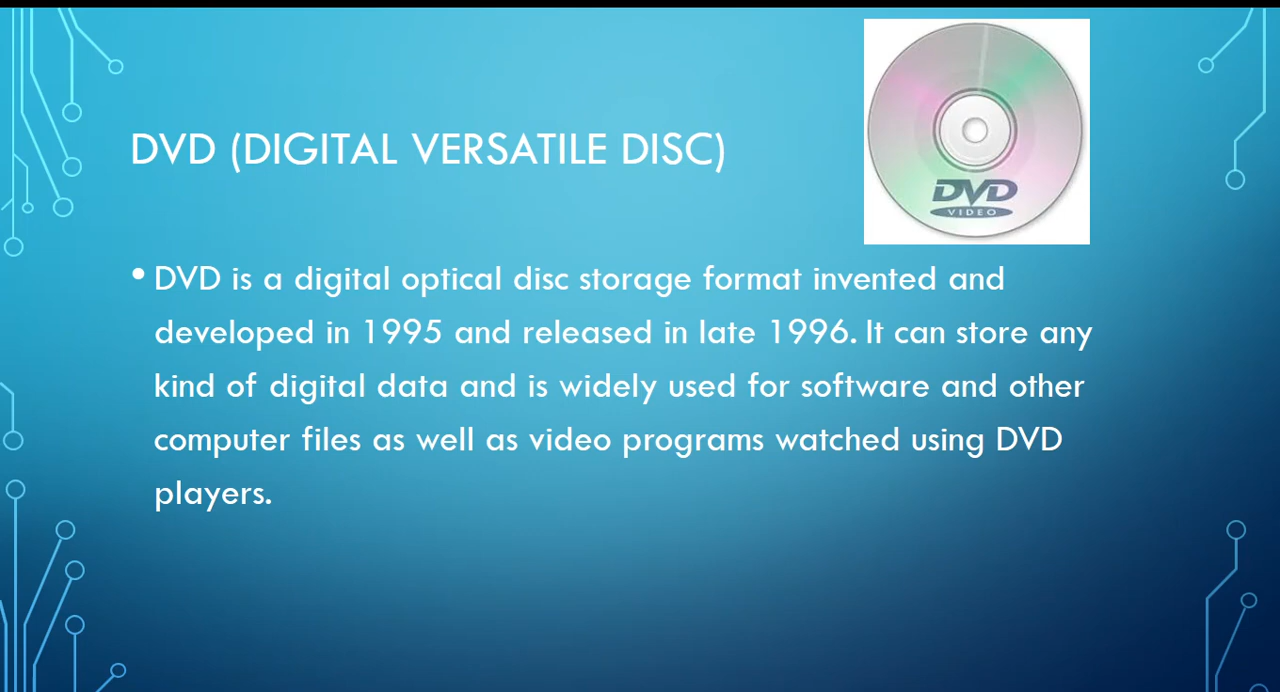 DVD (DIGITAL VERSATILE DISC)
DVD
VIDEO
• DVD is a digital optical disc storage format invented and
developed in 1995 and released in late 1996. It can store any
kind of digital data and is widely used for software and other
computer files as well as video programs watched using DVD
players.